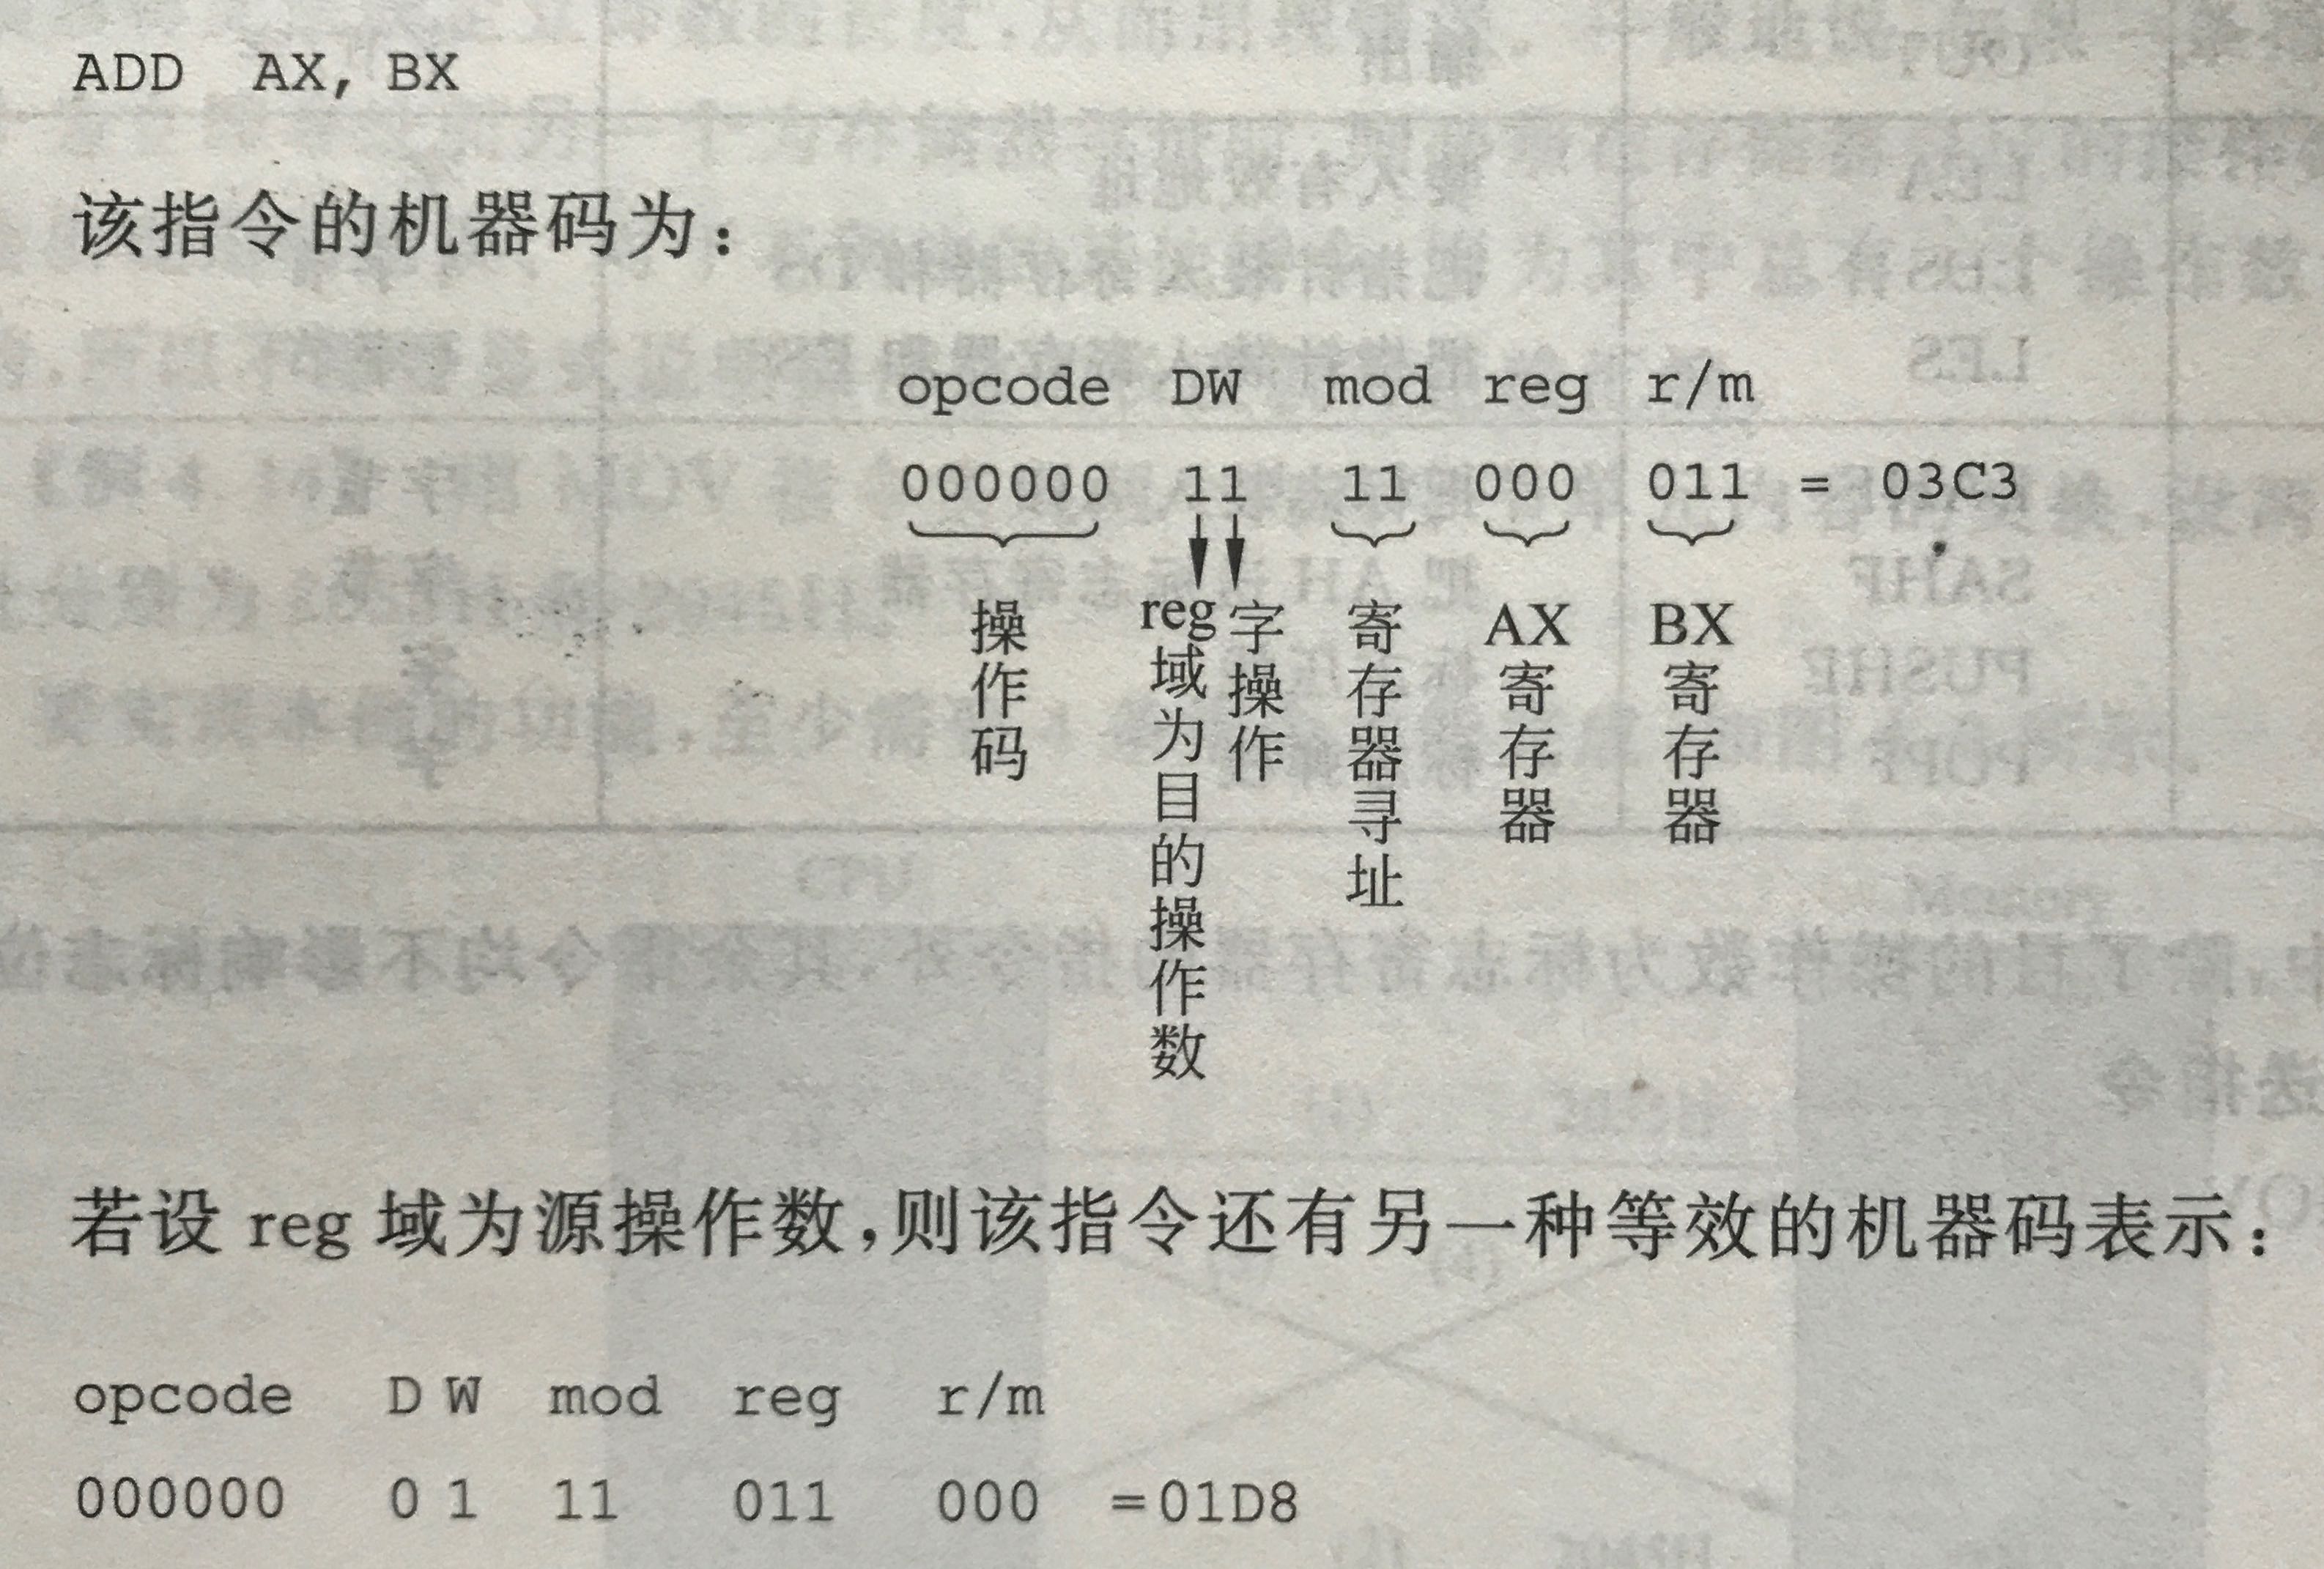 ADD AX, BX
该指令的机器码为：
opcode DW mod reg r/m
000000 11 11 000 011 = 03C3
操作码
reg域为目的操作数
字操作
寄存器寻址
AX寄存器
BX寄存器
若设 reg 域为源操作数，则该指令还有另一种等效的机器码表示：
opcode D W mod reg r/m
000000 0 1 11 011 000 =01D8